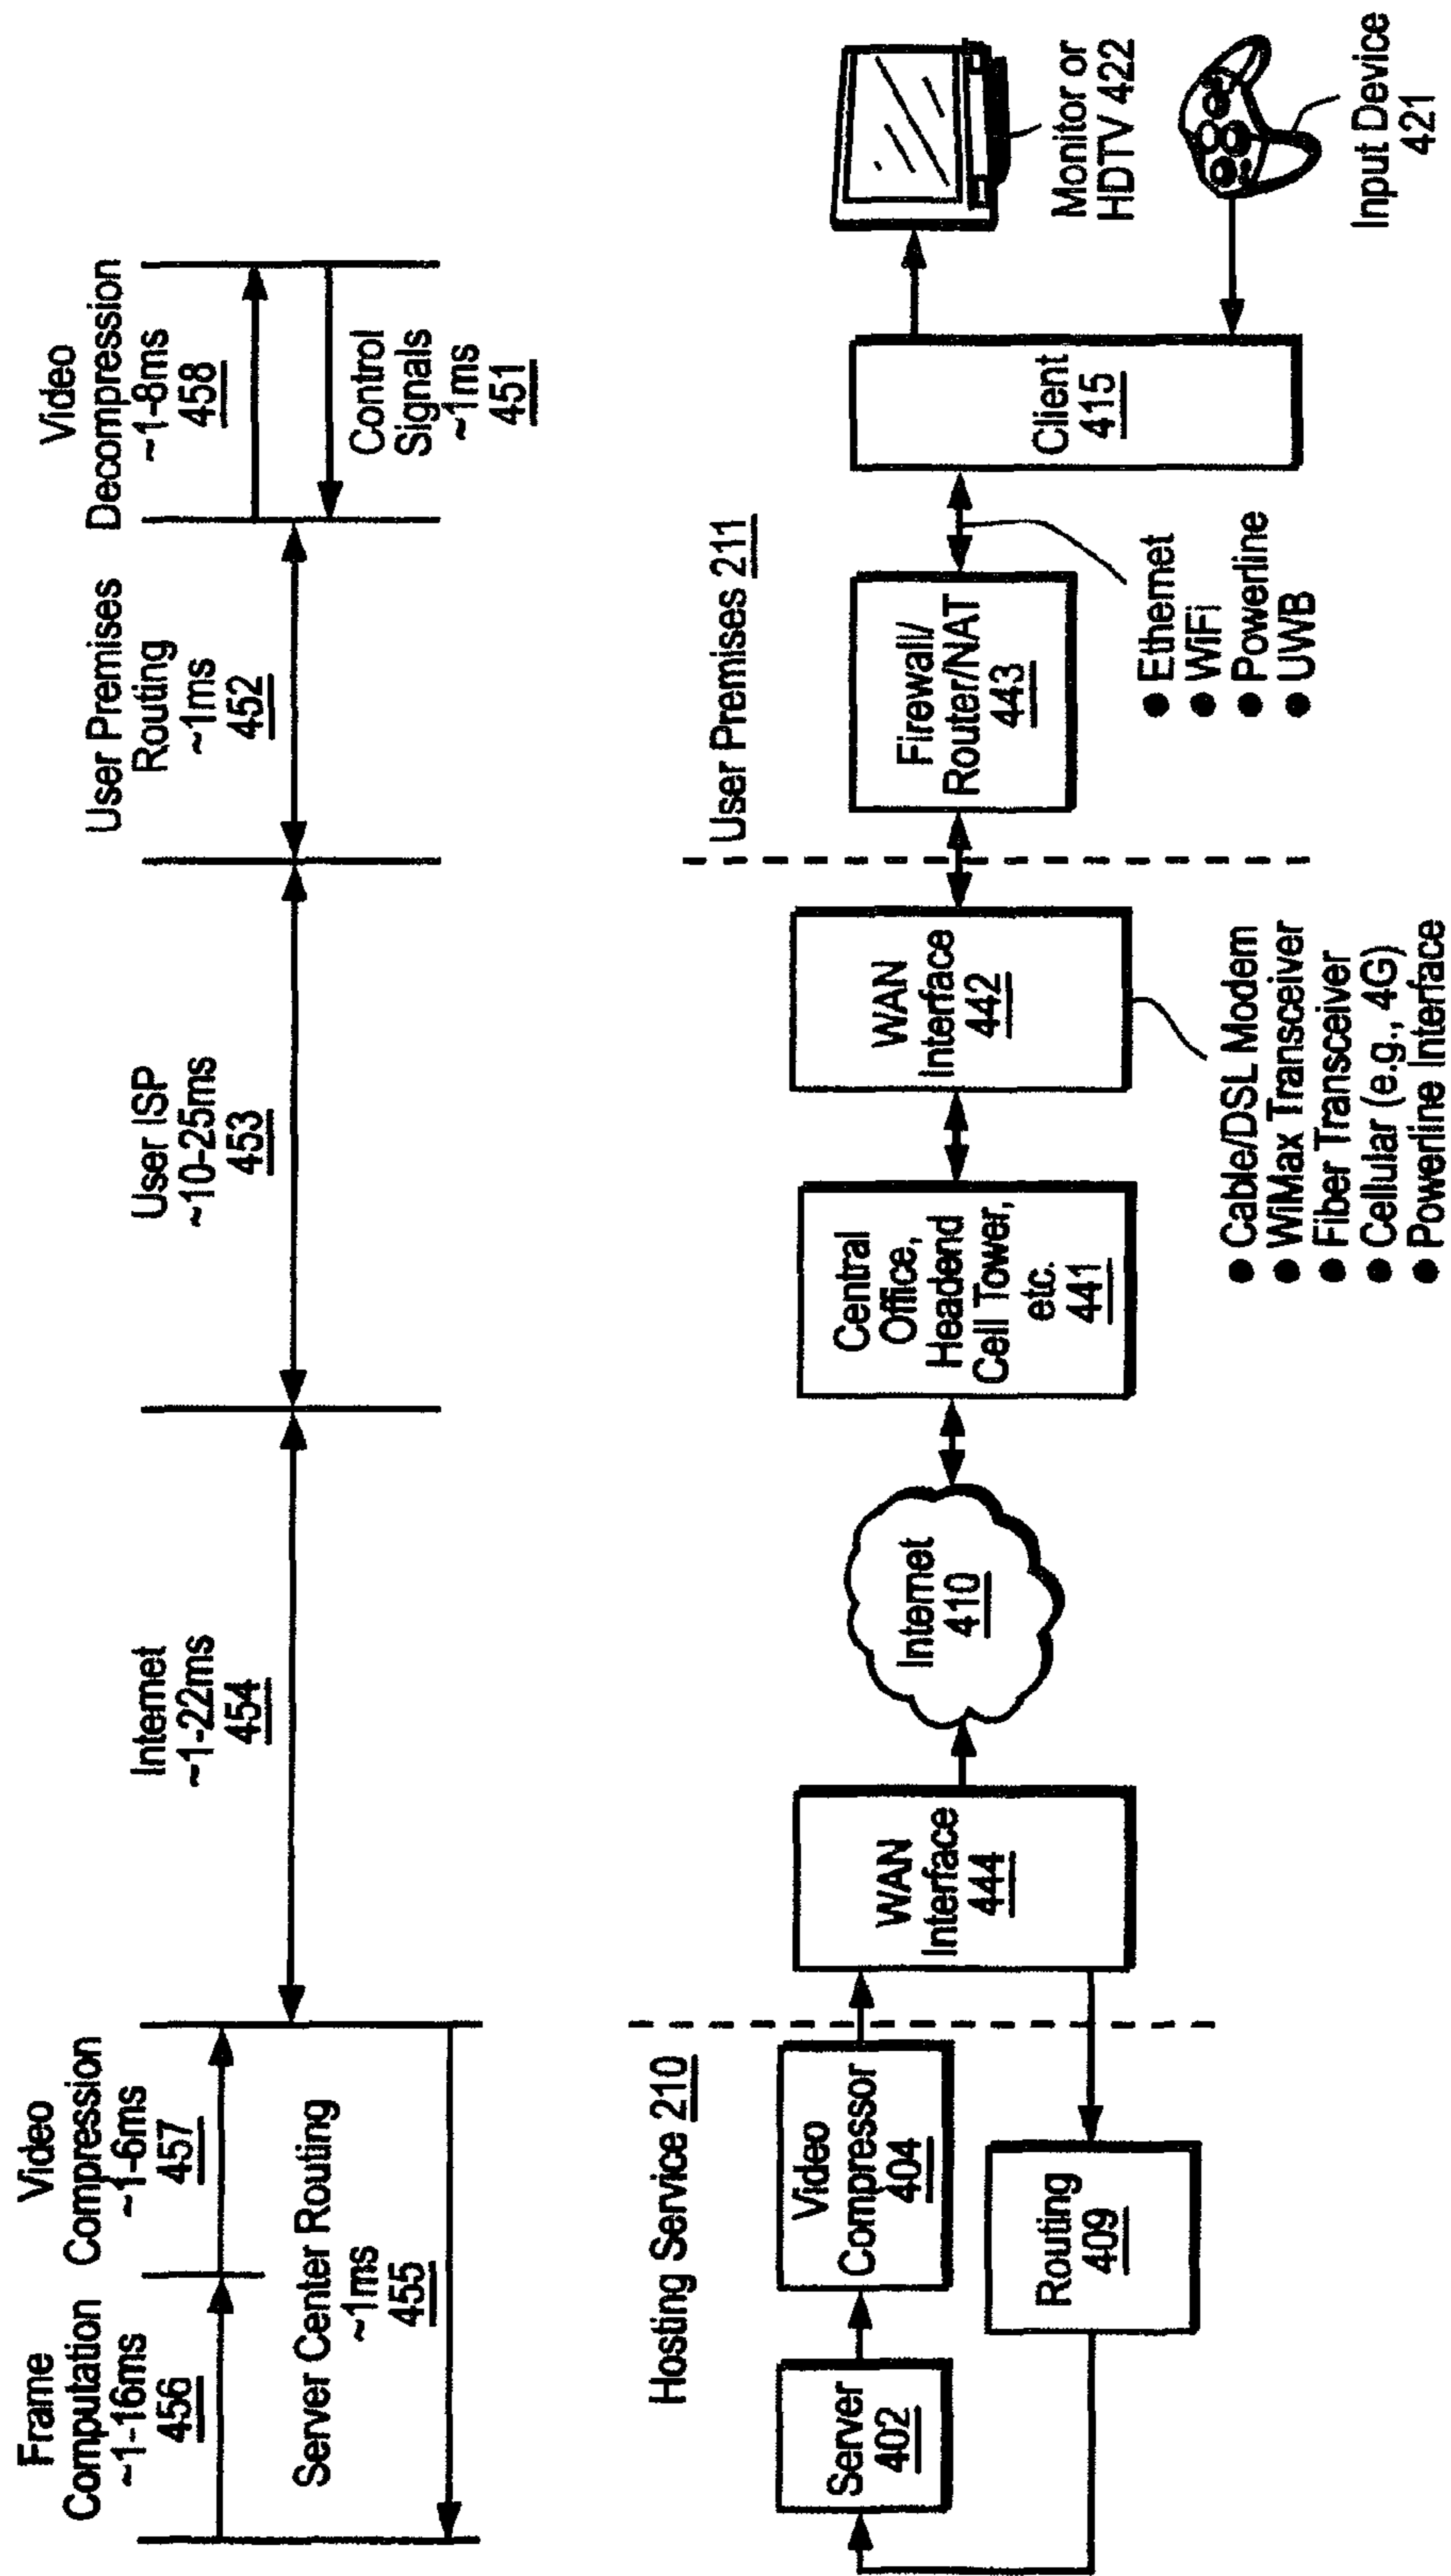 Frame
Computation
~1-16ms
456
Video
Compression
~1-6ms
457
Server Center Routing
~1ms
455
Internet
~1-22ms
454
User ISP
~10-25ms
453
User Premises
Routing
~1ms
452
Video
Decompression
~1-8ms
458
Control
Signals
~1ms
451
Hosting Service 210
Server
402
Video
Compressor
404
Routing
409
WAN
Interface
444
Internet
410
Central
Office,
Headend
Cell Tower,
etc.
441
WAN
Interface
442
● Cable/DSL Modem
● WiMax Transceiver
● Fiber Transceiver
● Cellular (e.g., 4G)
● Powerline Interface
User Premises 211
Firewall/
Router/NAT
443
● Ethernet
● WiFi
● Powerline
● UWB
Client
415
Monitor or
HDTV 422
Input Device
421